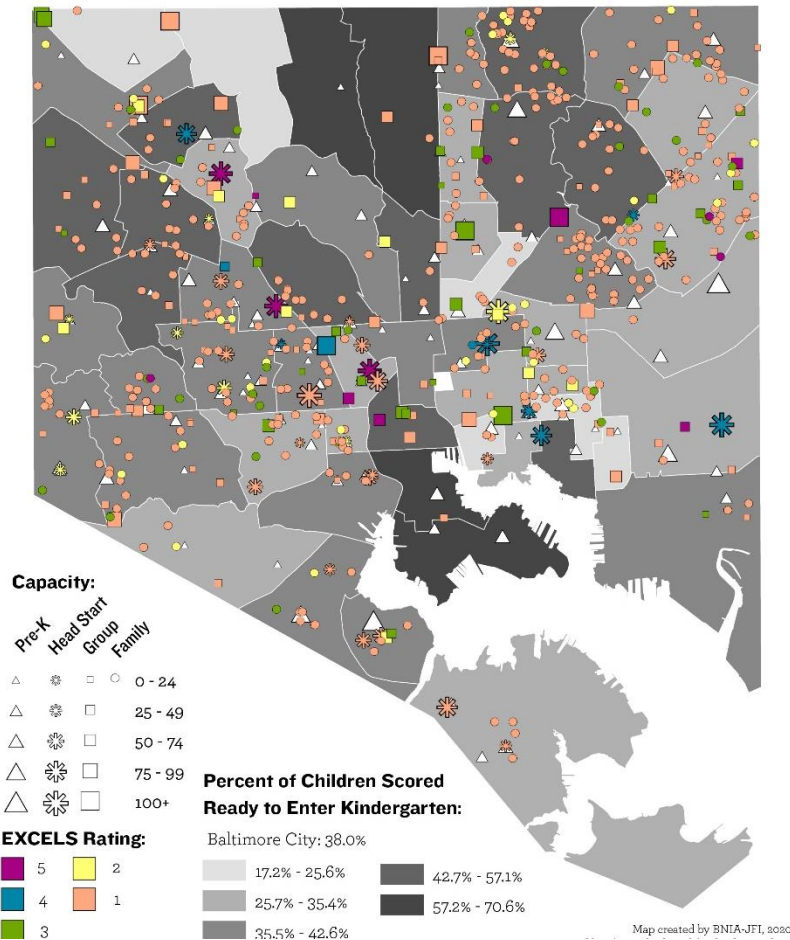 Capacity:
Pre-K
Head Start
Group
Family
0 - 24
25 - 49
50 - 74
75 - 99
100+
EXCELS Rating:
5
2
4
1
3
Percent of Children Scored
Ready to Enter Kindergarten:
Baltimore City: 38.0%
17.2% - 25.6%
25.7% - 35.4%
35.5% - 42.6%
42.7% - 57.1%
57.2% - 70.6%
Map created by BNIA-JFI, 2020